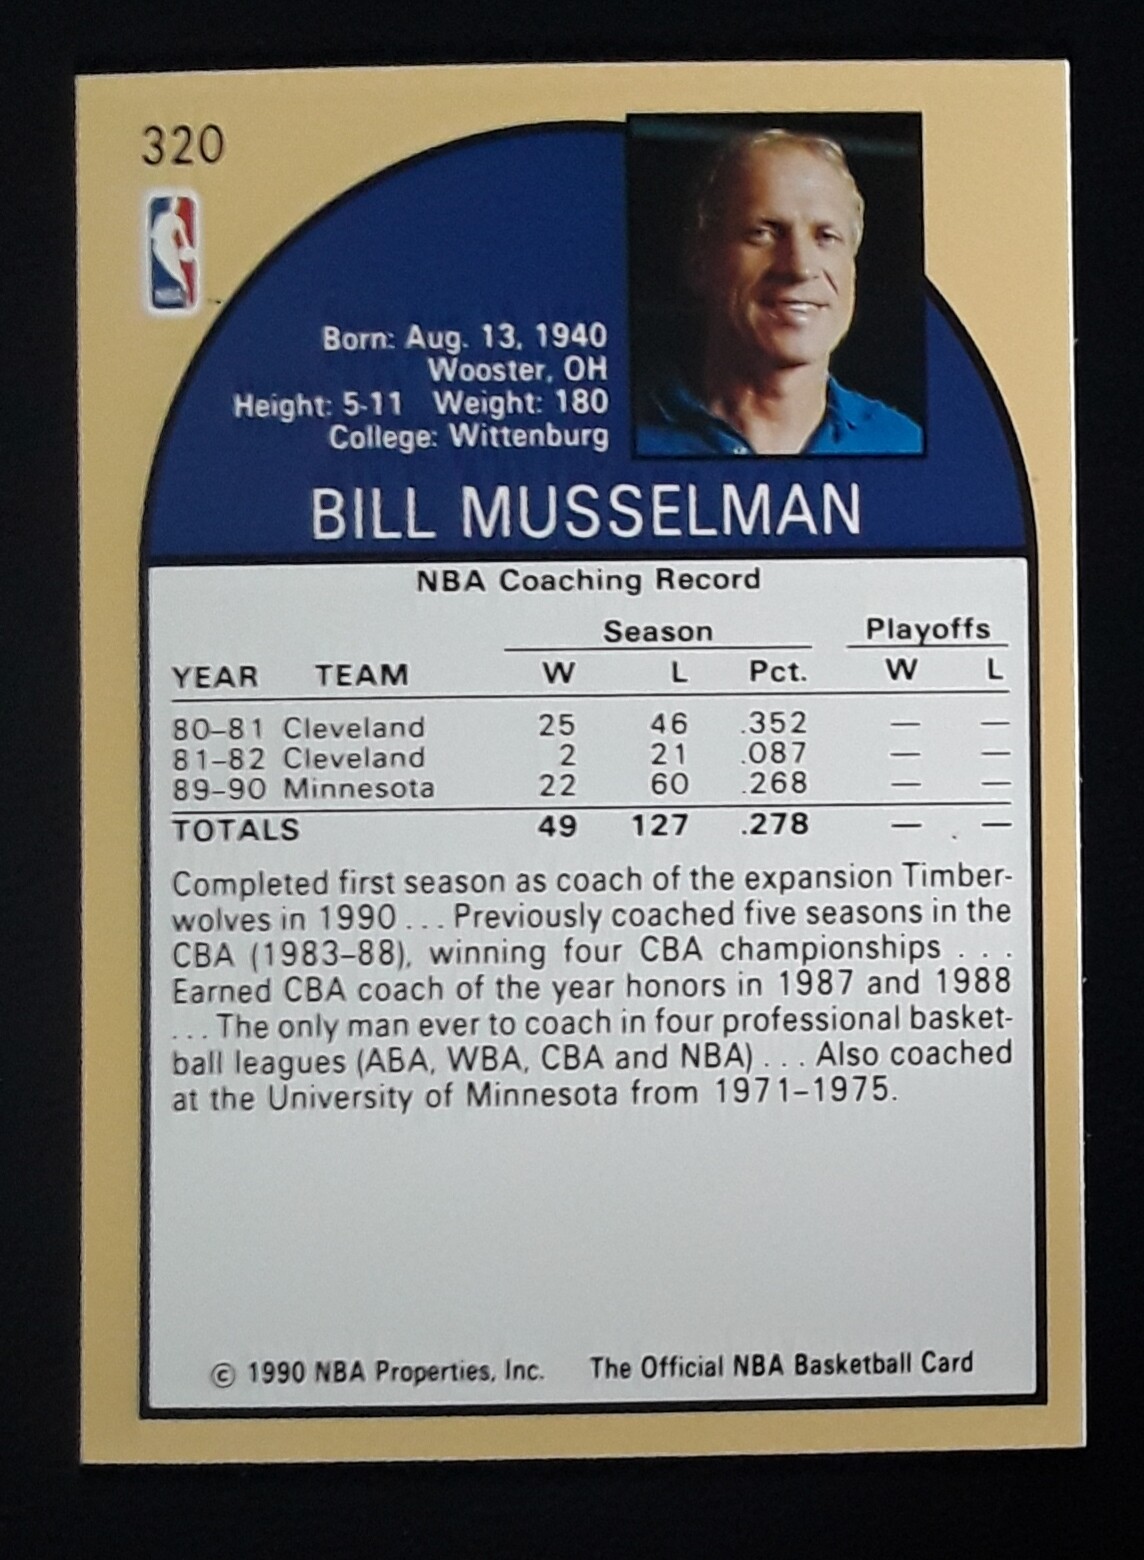 320
NBA
Born: Aug. 13, 1940
Wooster, OH
Height: 5-11 Weight: 180
College: Wittenburg
BILL MUSSELMAN
NBA Coaching Record
Season Playoffs
YEAR TEAM W L Pct. W L
80–81 Cleveland 25 46 .352 — —
81–82 Cleveland 2 21 .087 — —
89–90 Minnesota 22 60 .268 — —
TOTALS 49 127 .278 — —
Completed first season as coach of the expansion Timber-
wolves in 1990 ... Previously coached five seasons in the
CBA (1983–88), winning four CBA championships ...
Earned CBA coach of the year honors in 1987 and 1988
... The only man ever to coach in four professional basket-
ball leagues (ABA, WBA, CBA and NBA) ... Also coached
at the University of Minnesota from 1971–1975.
© 1990 NBA Properties, Inc. The Official NBA Basketball Card